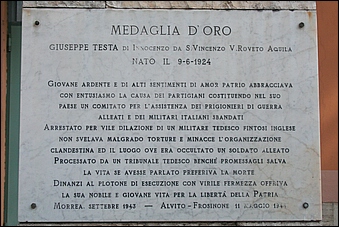 MEDAGLIA D'ORO
GIUSEPPE TESTA DI INNOCENZO DA S. VINCENZO V. ROVETO AQUILA
NATO IL 9-6-1924
GIOVANE ARDENTE E DI ALTI SENTIMENTI DI AMOR PATRIO ABBRACCIAVA
CON ENTUSIASMO LA CAUSA DEI PARTIGIANI COSTITUENDO NEL SUO
PAESE UN COMITATO PER L'ASSISTENZA DEI PRIGIONIERI DI GUERRA
ALLEATI E DEI MILITARI ITALIANI SBANDATI
ARRESTATO PER VILE DILAZIONE DI UN MILITARE TEDESCO FINTOSI INGLESE
NON SVELAVA MALGRADO TORTURE E MINACCE L'ORGANIZZAZIONE
CLANDESTINA ED IL LUOGO OVE ERA OCCULTATO UN SOLDATO ALLEATO
PROCESSATO DA UN TRIBUNALE TEDESCO BENCHÉ PROMESSAGLI SALVA
LA VITA SE AVESSE PARLATO PREFERIVA LA MORTE
DINANZI AL PLOTONE DI ESECUZIONE CON VIRILE FERMEZZA OFFRIVA
LA SUA NOBILE E GIOVANE VITA PER LA LIBERTÀ DELLA PATRIA
MORREA SETTEMBRE 1943 — ALVITO - FROSINONE 11 MAGGIO 1944